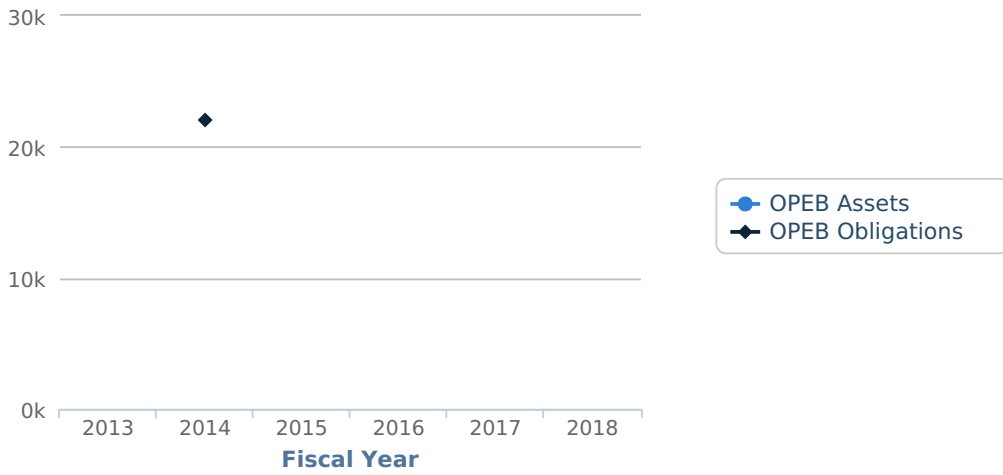 30k
20k
10k
0k
2013 2014 2015 2016 2017 2018
Fiscal Year
OPEB Assets
OPEB Obligations